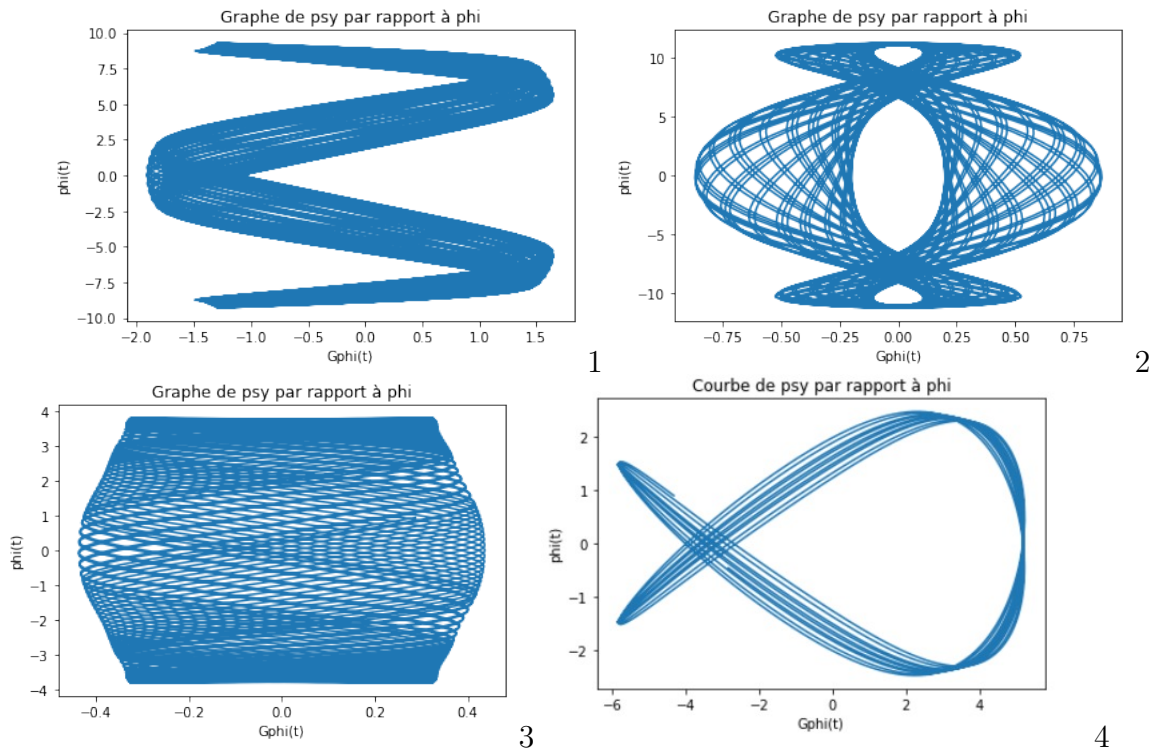 Graphe de psy par rapport à phi
10.0
7.5
5.0
2.5
0.0
−2.5
−5.0
−7.5
−10.0
phi(t)
−2.0 −1.5 −1.0 −0.5 0.0 0.5 1.0 1.5
Gphi(t)
1
Graphe de psy par rapport à phi
10
5
0
−5
−10
phi(t)
−0.75 −0.50 −0.25 0.00 0.25 0.50 0.75
Gphi(t)
2
Graphe de psy par rapport à phi
4
3
2
1
0
−1
−2
−3
−4
phi(t)
−0.4 −0.2 0.0 0.2 0.4
Gphi(t)
3
Courbe de psy par rapport à phi
2
1
0
−1
−2
phi(t)
−6 −4 −2 0 2 4
Gphi(t)
4